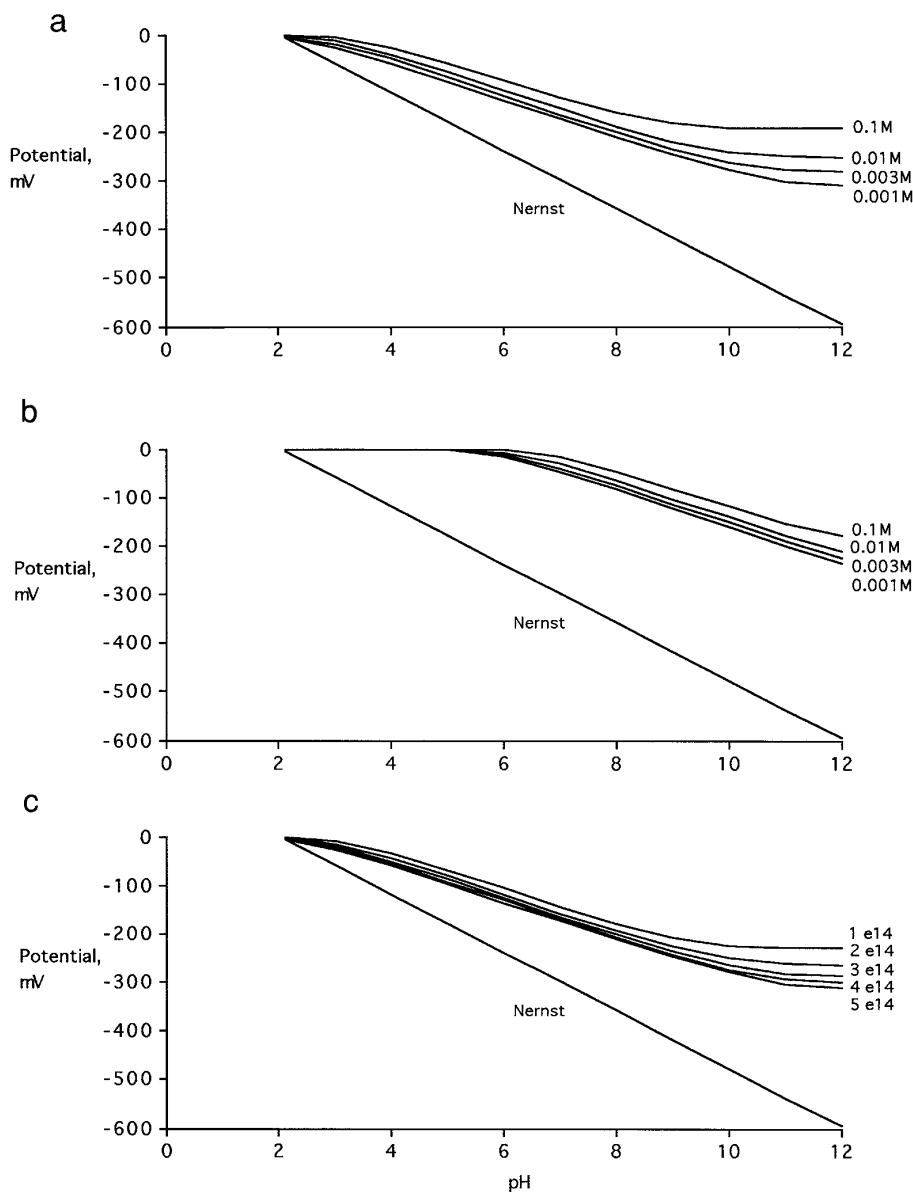 a
0
-100
-200
-300
-400
-500
-600
Potential,
mV
0.1M
0.01M
0.003M
0.001M
Nernst
0 2 4 6 8 10 12
b
0
-100
-200
-300
-400
-500
-600
Potential,
mV
0.1M
0.01M
0.003M
0.001M
Nernst
0 2 4 6 8 10 12
c
0
-100
-200
-300
-400
-500
-600
Potential,
mV
1 e14
2 e14
3 e14
4 e14
5 e14
Nernst
0 2 4 6 8 10 12
pH